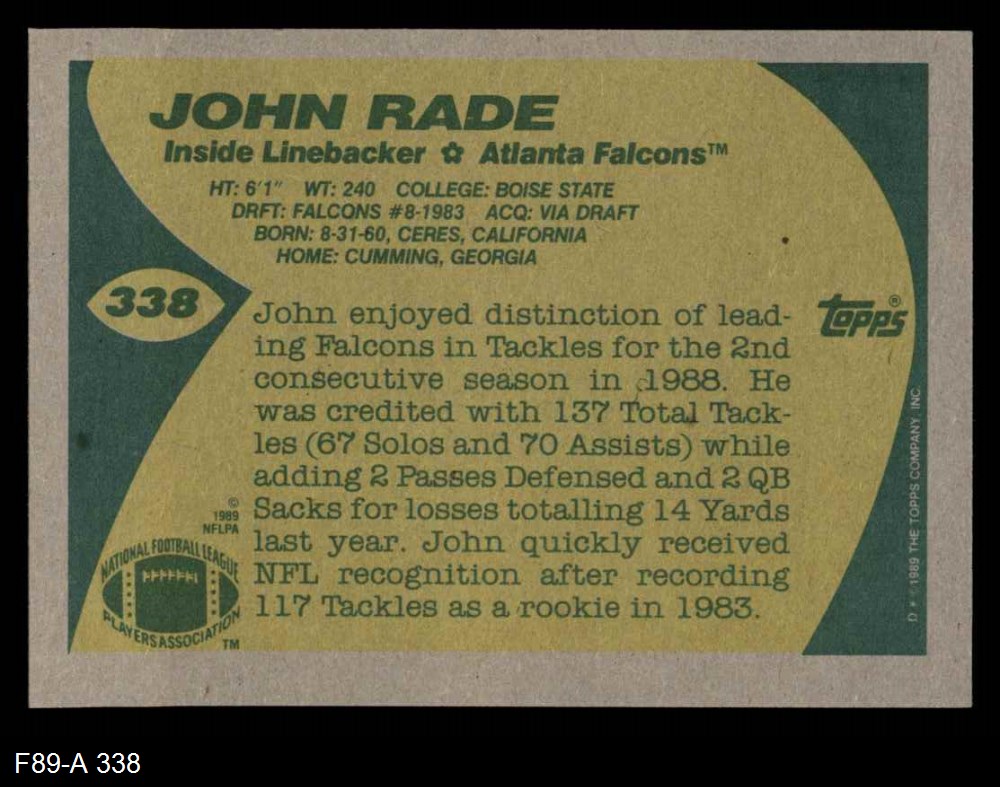 JOHN RADE
Inside Linebacker ✿ Atlanta Falcons™
HT: 6'1" WT: 240 COLLEGE: BOISE STATE
DRFT: FALCONS #8-1983 ACQ: VIA DRAFT
BORN: 8-31-60, CERES, CALIFORNIA
HOME: CUMMING, GEORGIA
338
John enjoyed distinction of lead-
ing Falcons in Tackles for the 2nd
consecutive season in 1988. He
was credited with 137 Total Tack-
les (67 Solos and 70 Assists) while
adding 2 Passes Defensed and 2 QB
Sacks for losses totalling 14 Yards
last year. John quickly received
NFL recognition after recording
117 Tackles as a rookie in 1983.
topps®
©
1989
NFLPA
NATIONAL FOOTBALL LEAGUE
PLAYERS ASSOCIATION
TM
D * © 1989 THE TOPPS COMPANY, INC.
F89-A 338